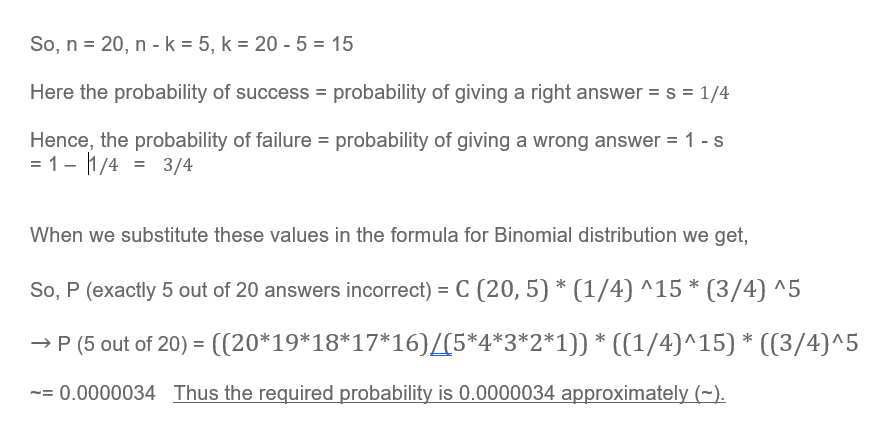 So, n = 20, n - k = 5, k = 20 - 5 = 15
Here the probability of success = probability of giving a right answer = s = 1/4
Hence, the probability of failure = probability of giving a wrong answer = 1 - s
= 1 – 1/4 = 3/4
When we substitute these values in the formula for Binomial distribution we get,
So, P (exactly 5 out of 20 answers incorrect) = C (20, 5) * (1/4) ^15 * (3/4) ^5
→ P (5 out of 20) = ((20*19*18*17*16)/(5*4*3*2*1)) * ((1/4)^15) * ((3/4)^5
~= 0.0000034 Thus the required probability is 0.0000034 approximately (~).